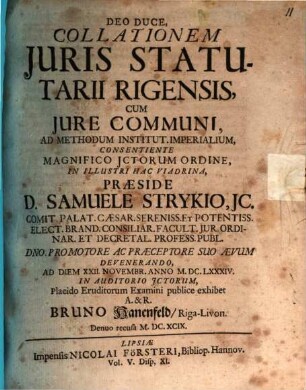 11
DEO DUCE,
COLLATIONEM
JURIS STATU-
TARII RIGENSIS,
CUM
JURE COMMUNI,
AD METHODUM INSTITUT. IMPERIALIUM,
CONSENTIENTE
MAGNIFICO JCTORUM ORDINE,
IN ILLUSTRI HAC VIADRINA,
PRÆSIDE
D. SAMUELE STRYKIO, JC.
COMIT. PALAT. CÆSAR. SERENISS. ET POTENTISS.
ELECT. BRAND. CONSILIAR. FACULT. JUR. ORDI-
NAR. ET DECRETAL. PROFESS. PUBL.
DNO. PROMOTORE AC PRÆCEPTORE SUO ÆVUM
DEVENERANDO,
AD DIEM XXII. NOVEMBR. ANNO M. DC. LXXXIV.
IN AUDITORIO JCTORUM,
Placido Eruditorum Examini publice exhibet
A. & R.
BRUNO Hanenfeld/ Riga-Livon.
Denuo recusa M. DC. XCIX.
LIPSIÆ
Impensis NICOLAI FÖRSTERI, Bibliop. Hannov.
Vol. V. Disp. XI.